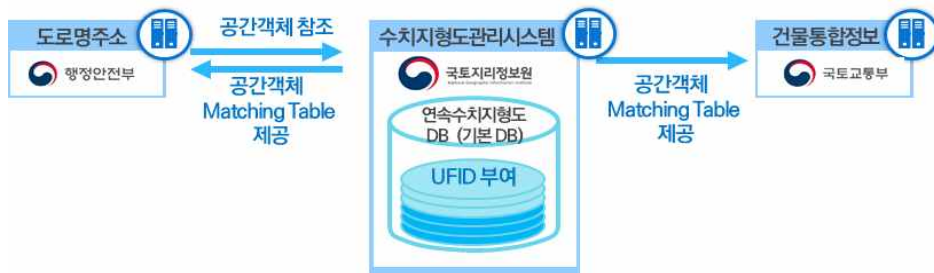 도로명주소
행정안전부
공간객체 참조
공간객체
Matching Table
제공
수치지형도관리시스템
국토지리정보원
연속수치지형도
DB (기본 DB)
UFID 부여
공간객체
Matching Table
제공
건물통합정보
국토교통부